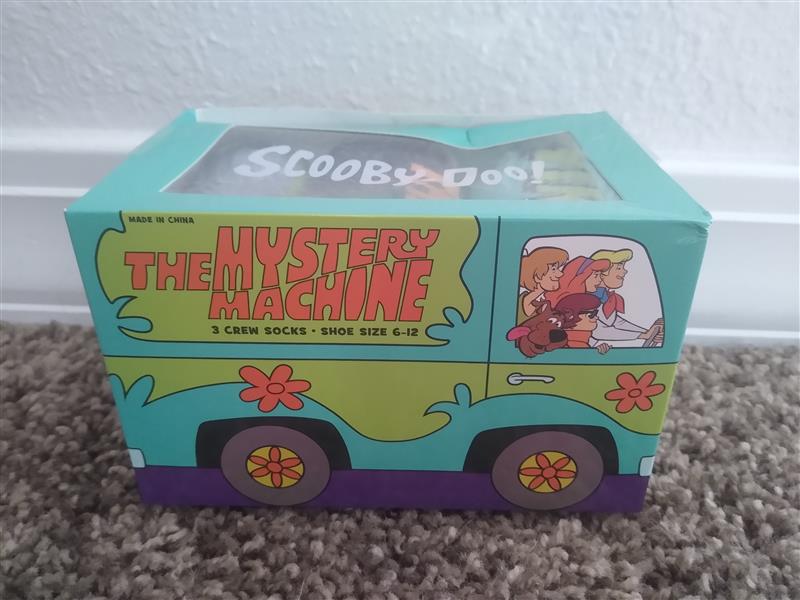 SCOOBY-DOO!
MADE IN CHINA
THE MYSTERY
MACHINE
3 CREW SOCKS • SHOE SIZE 6-12